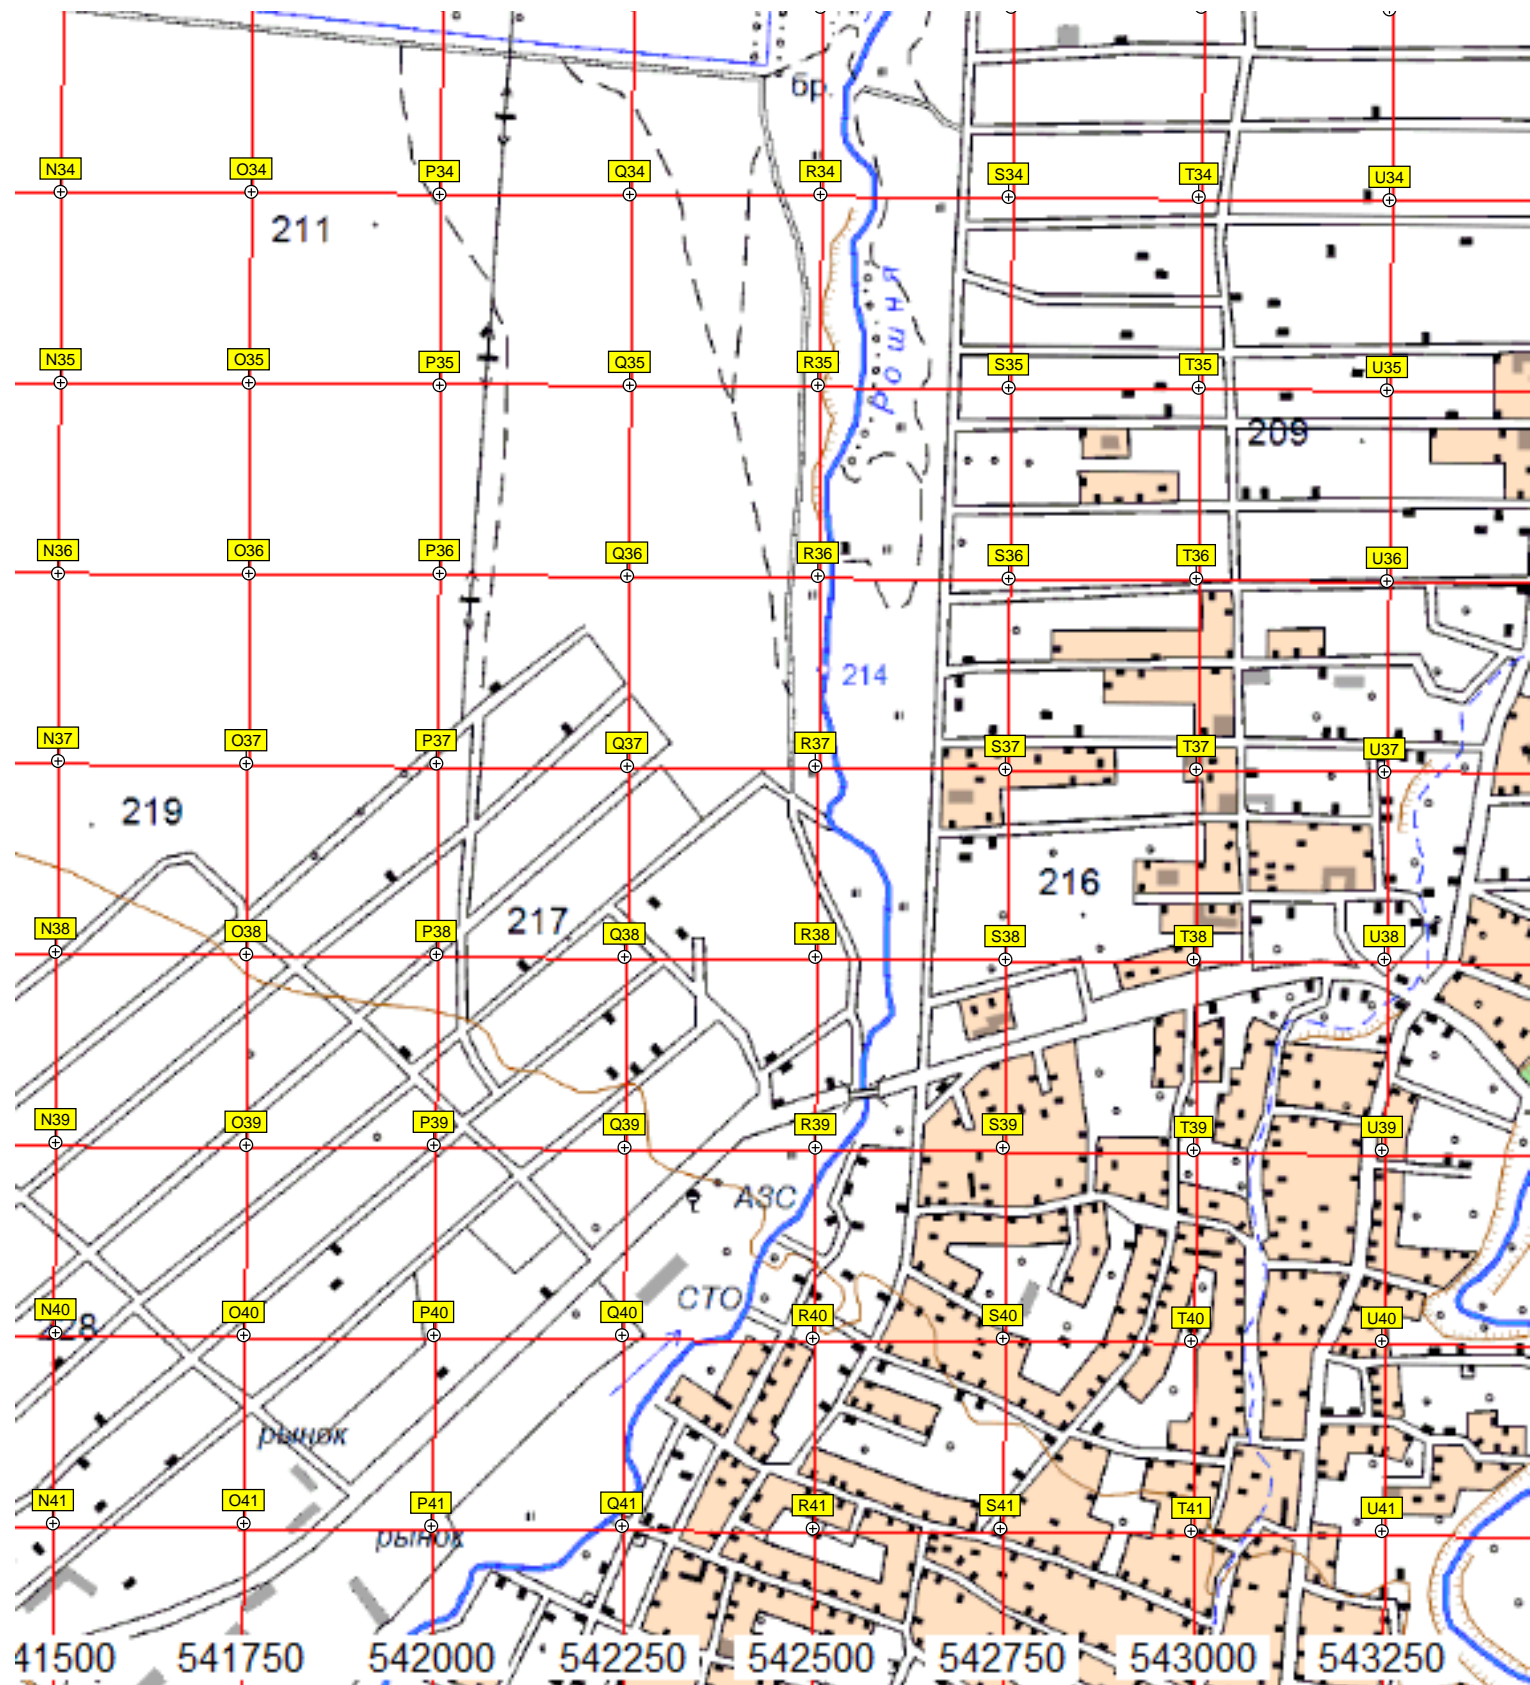 бр.
N34 O34 P34 Q34 R34 S34 T34 U34
211
Рошня
N35 O35 P35 Q35 R35 S35 T35 U35
209
N36 O36 P36 Q36 R36 S36 T36 U36
214
N37 O37 P37 Q37 R37 S37 T37 U37
219
216
217
N38 O38 P38 Q38 R38 S38 T38 U38
N39 O39 P39 Q39 R39 S39 T39 U39
АЗС
СТО
N40 O40 P40 Q40 R40 S40 T40 U40
рынок
N41 O41 P41 Q41 R41 S41 T41 U41
рынок
41500 541750 542000 542250 542500 542750 543000 543250